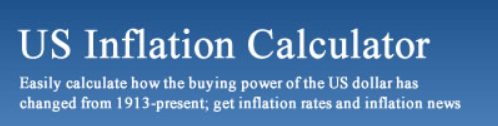 US Inflation Calculator
Easily calculate how the buying power of the US dollar has
changed from 1913-present; get inflation rates and inflation news